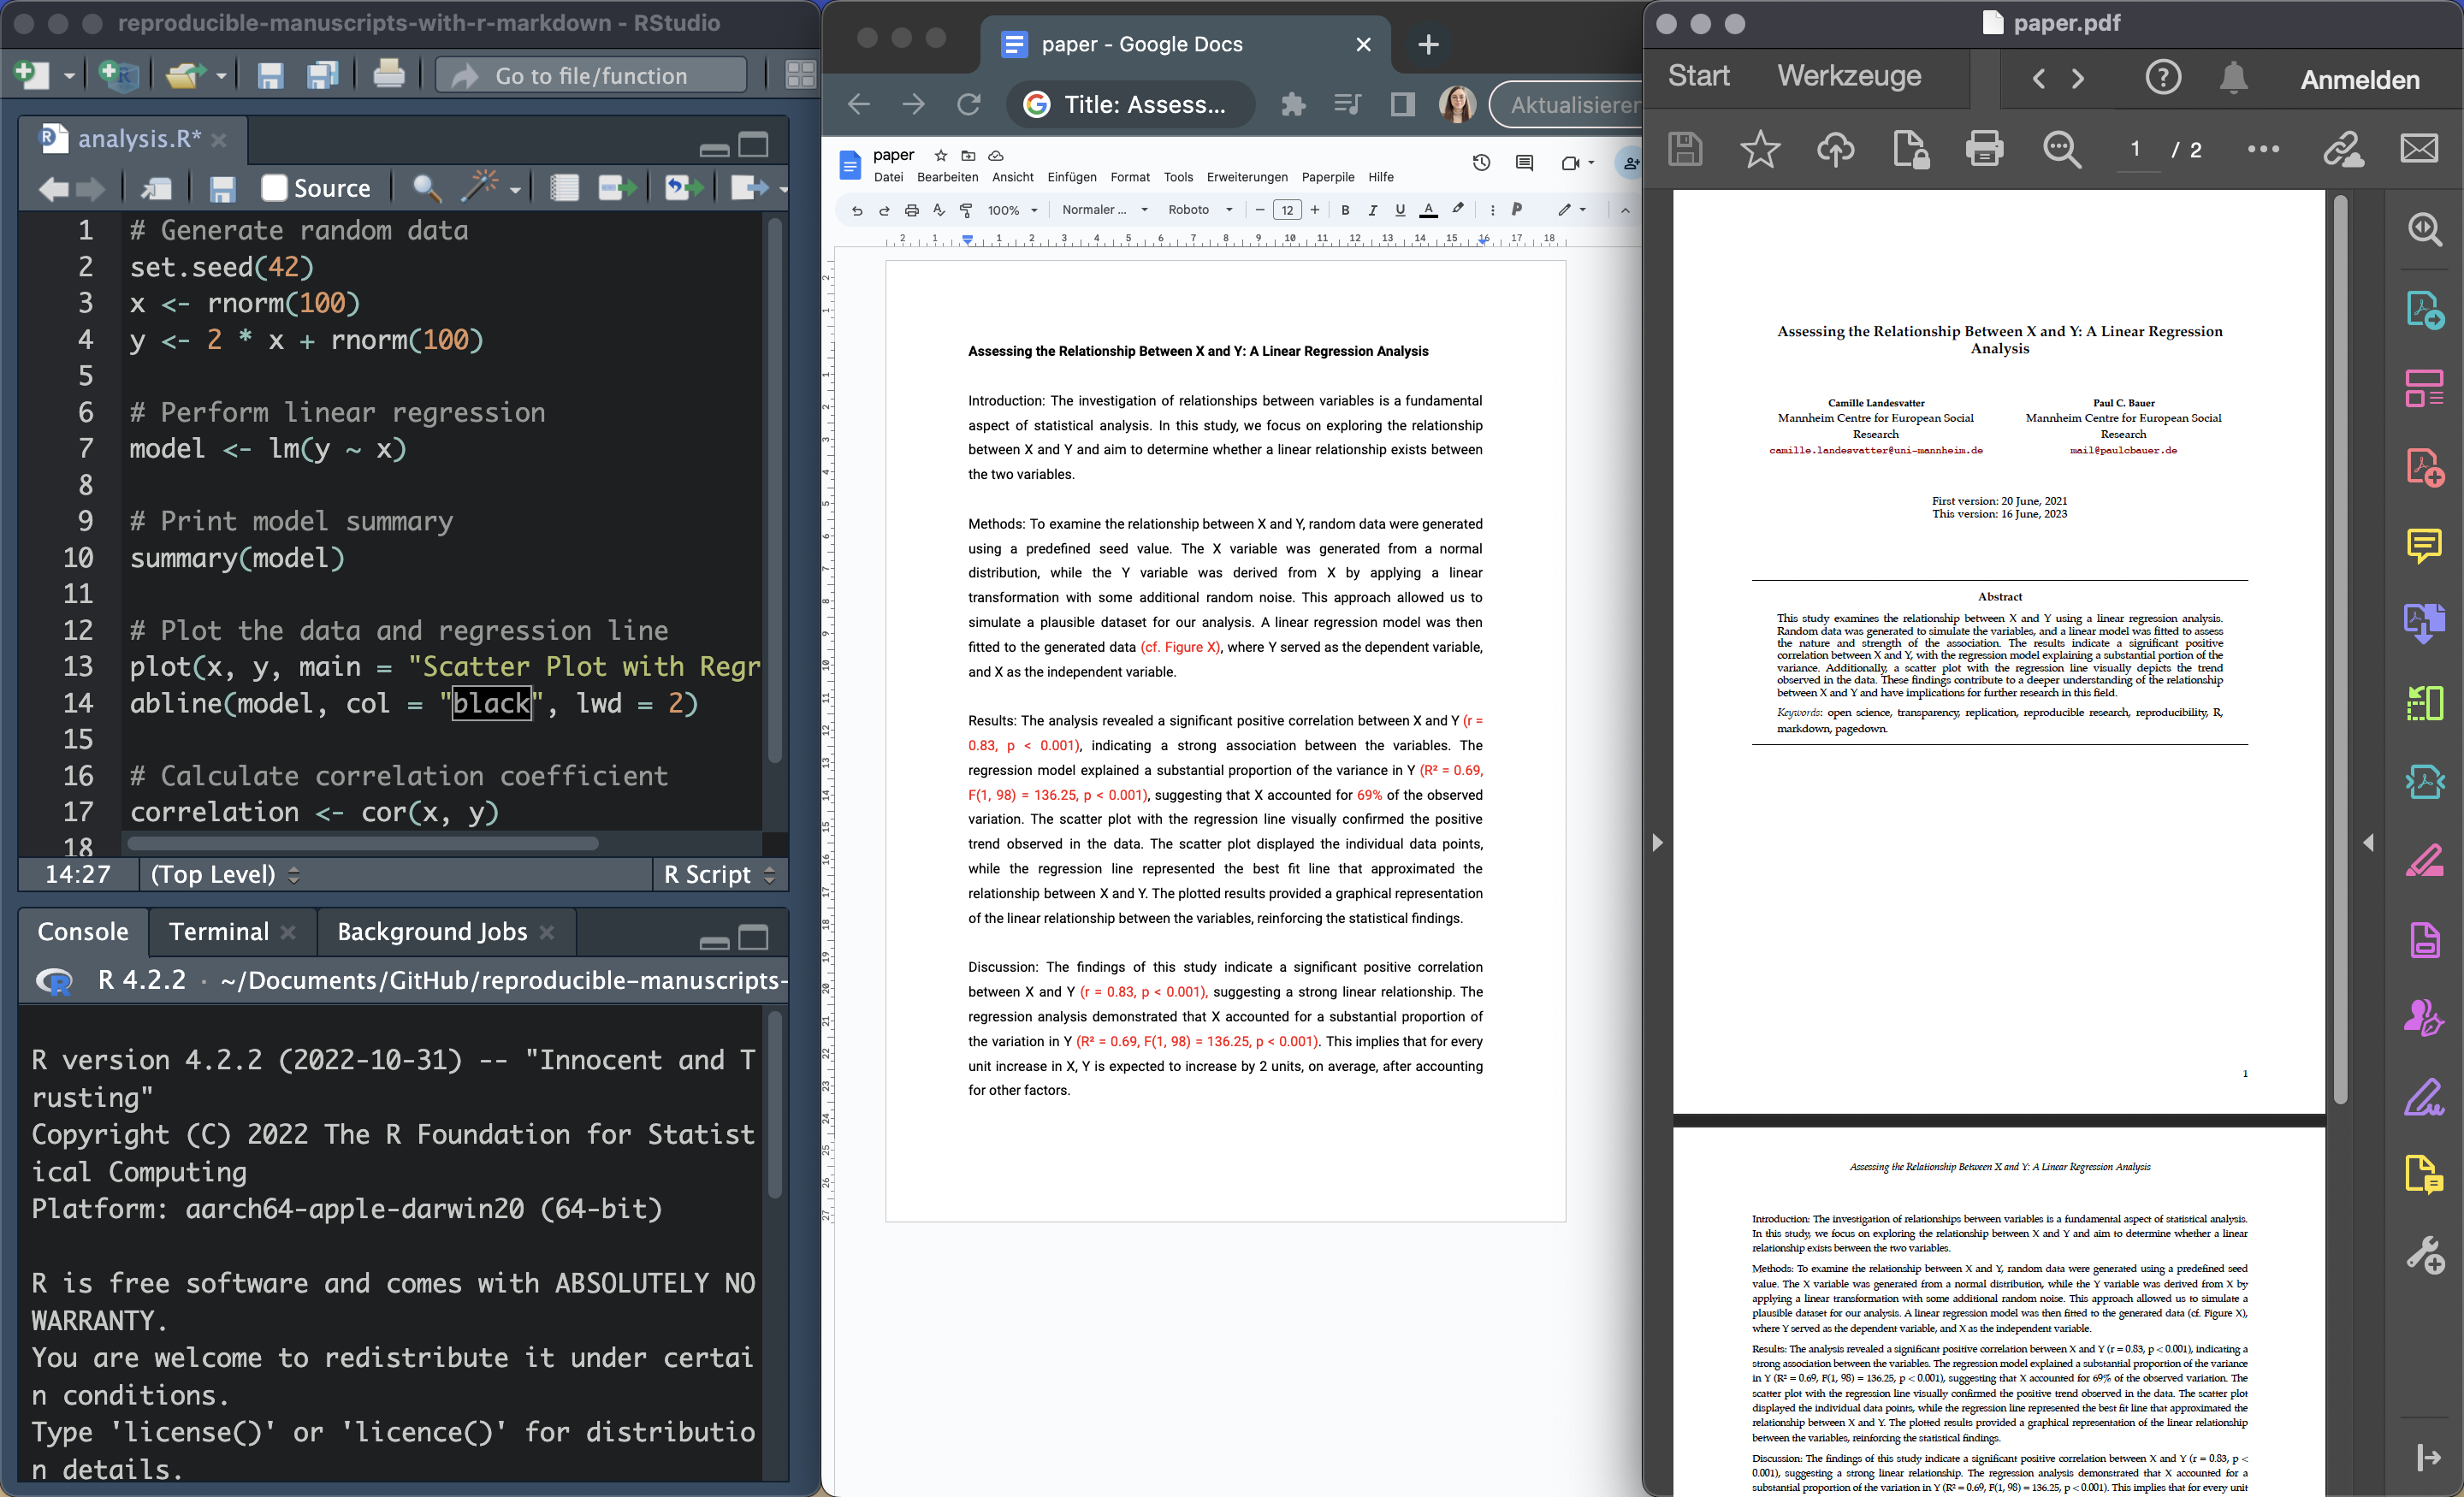 reproducible-manuscripts-with-r-markdown - RStudio
Go to file/function
analysis.R*
Source
1 # Generate random data
2 set.seed(42)
3 x <- rnorm(100)
4 y <- 2 * x + rnorm(100)
5
6 # Perform linear regression
7 model <- lm(y ~ x)
8
9 # Print model summary
10 summary(model)
11
12 # Plot the data and regression line
13 plot(x, y, main = "Scatter Plot with Regr
14 abline(model, col = "black", lwd = 2)
15
16 # Calculate correlation coefficient
17 correlation <- cor(x, y)
18
14:27 (Top Level) R Script
Console Terminal Background Jobs
R 4.2.2 · ~/Documents/GitHub/reproducible-manuscripts-
R version 4.2.2 (2022-10-31) -- "Innocent and T
rusting"
Copyright (C) 2022 The R Foundation for Statist
ical Computing
Platform: aarch64-apple-darwin20 (64-bit)
R is free software and comes with ABSOLUTELY NO
WARRANTY.
You are welcome to redistribute it under certai
n conditions.
Type 'license()' or 'licence()' for distributio
n details.
paper - Google Docs
Title: Assess...
Aktualisieren
paper
Datei Bearbeiten Ansicht Einfügen Format Tools Erweiterungen Paperpile Hilfe
100% Normaler ... Roboto 12 B I U A
2 1 1 2 3 4 5 6 7 8 9 10 11 12 13 14 15 16 17 18
Assessing the Relationship Between X and Y: A Linear Regression Analysis
Introduction: The investigation of relationships between variables is a fundamental
aspect of statistical analysis. In this study, we focus on exploring the relationship
between X and Y and aim to determine whether a linear relationship exists between
the two variables.
Methods: To examine the relationship between X and Y, random data were generated
using a predefined seed value. The X variable was generated from a normal
distribution, while the Y variable was derived from X by applying a linear
transformation with some additional random noise. This approach allowed us to
simulate a plausible dataset for our analysis. A linear regression model was then
fitted to the generated data (cf. Figure X), where Y served as the dependent variable,
and X as the independent variable.
Results: The analysis revealed a significant positive correlation between X and Y (r =
0.83, p < 0.001), indicating a strong association between the variables. The
regression model explained a substantial proportion of the variance in Y (R² = 0.69,
F(1, 98) = 136.25, p < 0.001), suggesting that X accounted for 69% of the observed
variation. The scatter plot with the regression line visually confirmed the positive
trend observed in the data. The scatter plot displayed the individual data points,
while the regression line represented the best fit line that approximated the
relationship between X and Y. The plotted results provided a graphical representation
of the linear relationship between the variables, reinforcing the statistical findings.
Discussion: The findings of this study indicate a significant positive correlation
between X and Y (r = 0.83, p < 0.001), suggesting a strong linear relationship. The
regression analysis demonstrated that X accounted for a substantial proportion of
the variation in Y (R² = 0.69, F(1, 98) = 136.25, p < 0.001). This implies that for every
unit increase in X, Y is expected to increase by 2 units, on average, after accounting
for other factors.
paper.pdf
Start Werkzeuge Anmelden
1 / 2
Assessing the Relationship Between X and Y: A Linear Regression
Analysis
Camille Landesvatter
Mannheim Centre for European Social
Research
camille.landesvatter@uni-mannheim.de
Paul C. Bauer
Mannheim Centre for European Social
Research
mail@paulcbauer.de
First version: 20 June, 2021
This version: 16 June, 2023
Abstract
This study examines the relationship between X and Y using a linear regression analysis.
Random data was generated to simulate the variables, and a linear model was fitted to assess
the nature and strength of the association. The results indicate a significant positive
correlation between X and Y, with the regression model explaining a substantial portion of the
variance. Additionally, a scatter plot with the regression line visually depicts the trend
observed in the data. These findings contribute to a deeper understanding of the relationship
between X and Y and have implications for further research in this field.
Keywords: open science, transparency, replication, reproducible research, reproducibility, R,
markdown, pagedown.
1
Assessing the Relationship Between X and Y: A Linear Regression Analysis
Introduction: The investigation of relationships between variables is a fundamental aspect of statistical analysis.
In this study, we focus on exploring the relationship between X and Y and aim to determine whether a linear
relationship exists between the two variables.
Methods: To examine the relationship between X and Y, random data were generated using a predefined seed
value. The X variable was generated from a normal distribution, while the Y variable was derived from X by
applying a linear transformation with some additional random noise. This approach allowed us to simulate a
plausible dataset for our analysis. A linear regression model was then fitted to the generated data (cf. Figure X),
where Y served as the dependent variable, and X as the independent variable.
Results: The analysis revealed a significant positive correlation between X and Y (r = 0.83, p < 0.001), indicating a
strong association between the variables. The regression model explained a substantial proportion of the variance
in Y (R² = 0.69, F(1, 98) = 136.25, p < 0.001), suggesting that X accounted for 69% of the observed variation. The
scatter plot with the regression line visually confirmed the positive trend observed in the data. The scatter plot
displayed the individual data points, while the regression line represented the best fit line that approximated the
relationship between X and Y. The plotted results provided a graphical representation of the linear relationship
between the variables, reinforcing the statistical findings.
Discussion: The findings of this study indicate a significant positive correlation between X and Y (r = 0.83, p <
0.001), suggesting a strong linear relationship. The regression analysis demonstrated that X accounted for a
substantial proportion of the variation in Y (R² = 0.69, F(1, 98) = 136.25, p < 0.001). This implies that for every unit